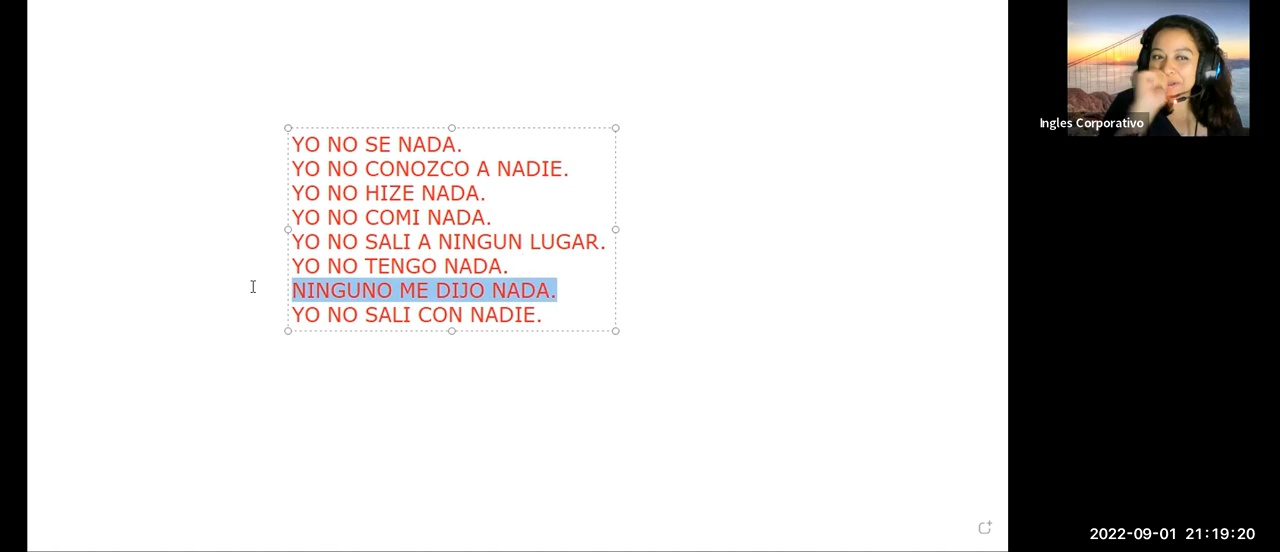 YO NO SE NADA.
YO NO CONOZCO A NADIE.
YO NO HIZE NADA.
YO NO COMI NADA.
YO NO SALI A NINGUN LUGAR.
YO NO TENGO NADA.
NINGUNO ME DIJO NADA.
YO NO SALI CON NADIE.
Ingles Corporativo
2022-09-01 21:19:20